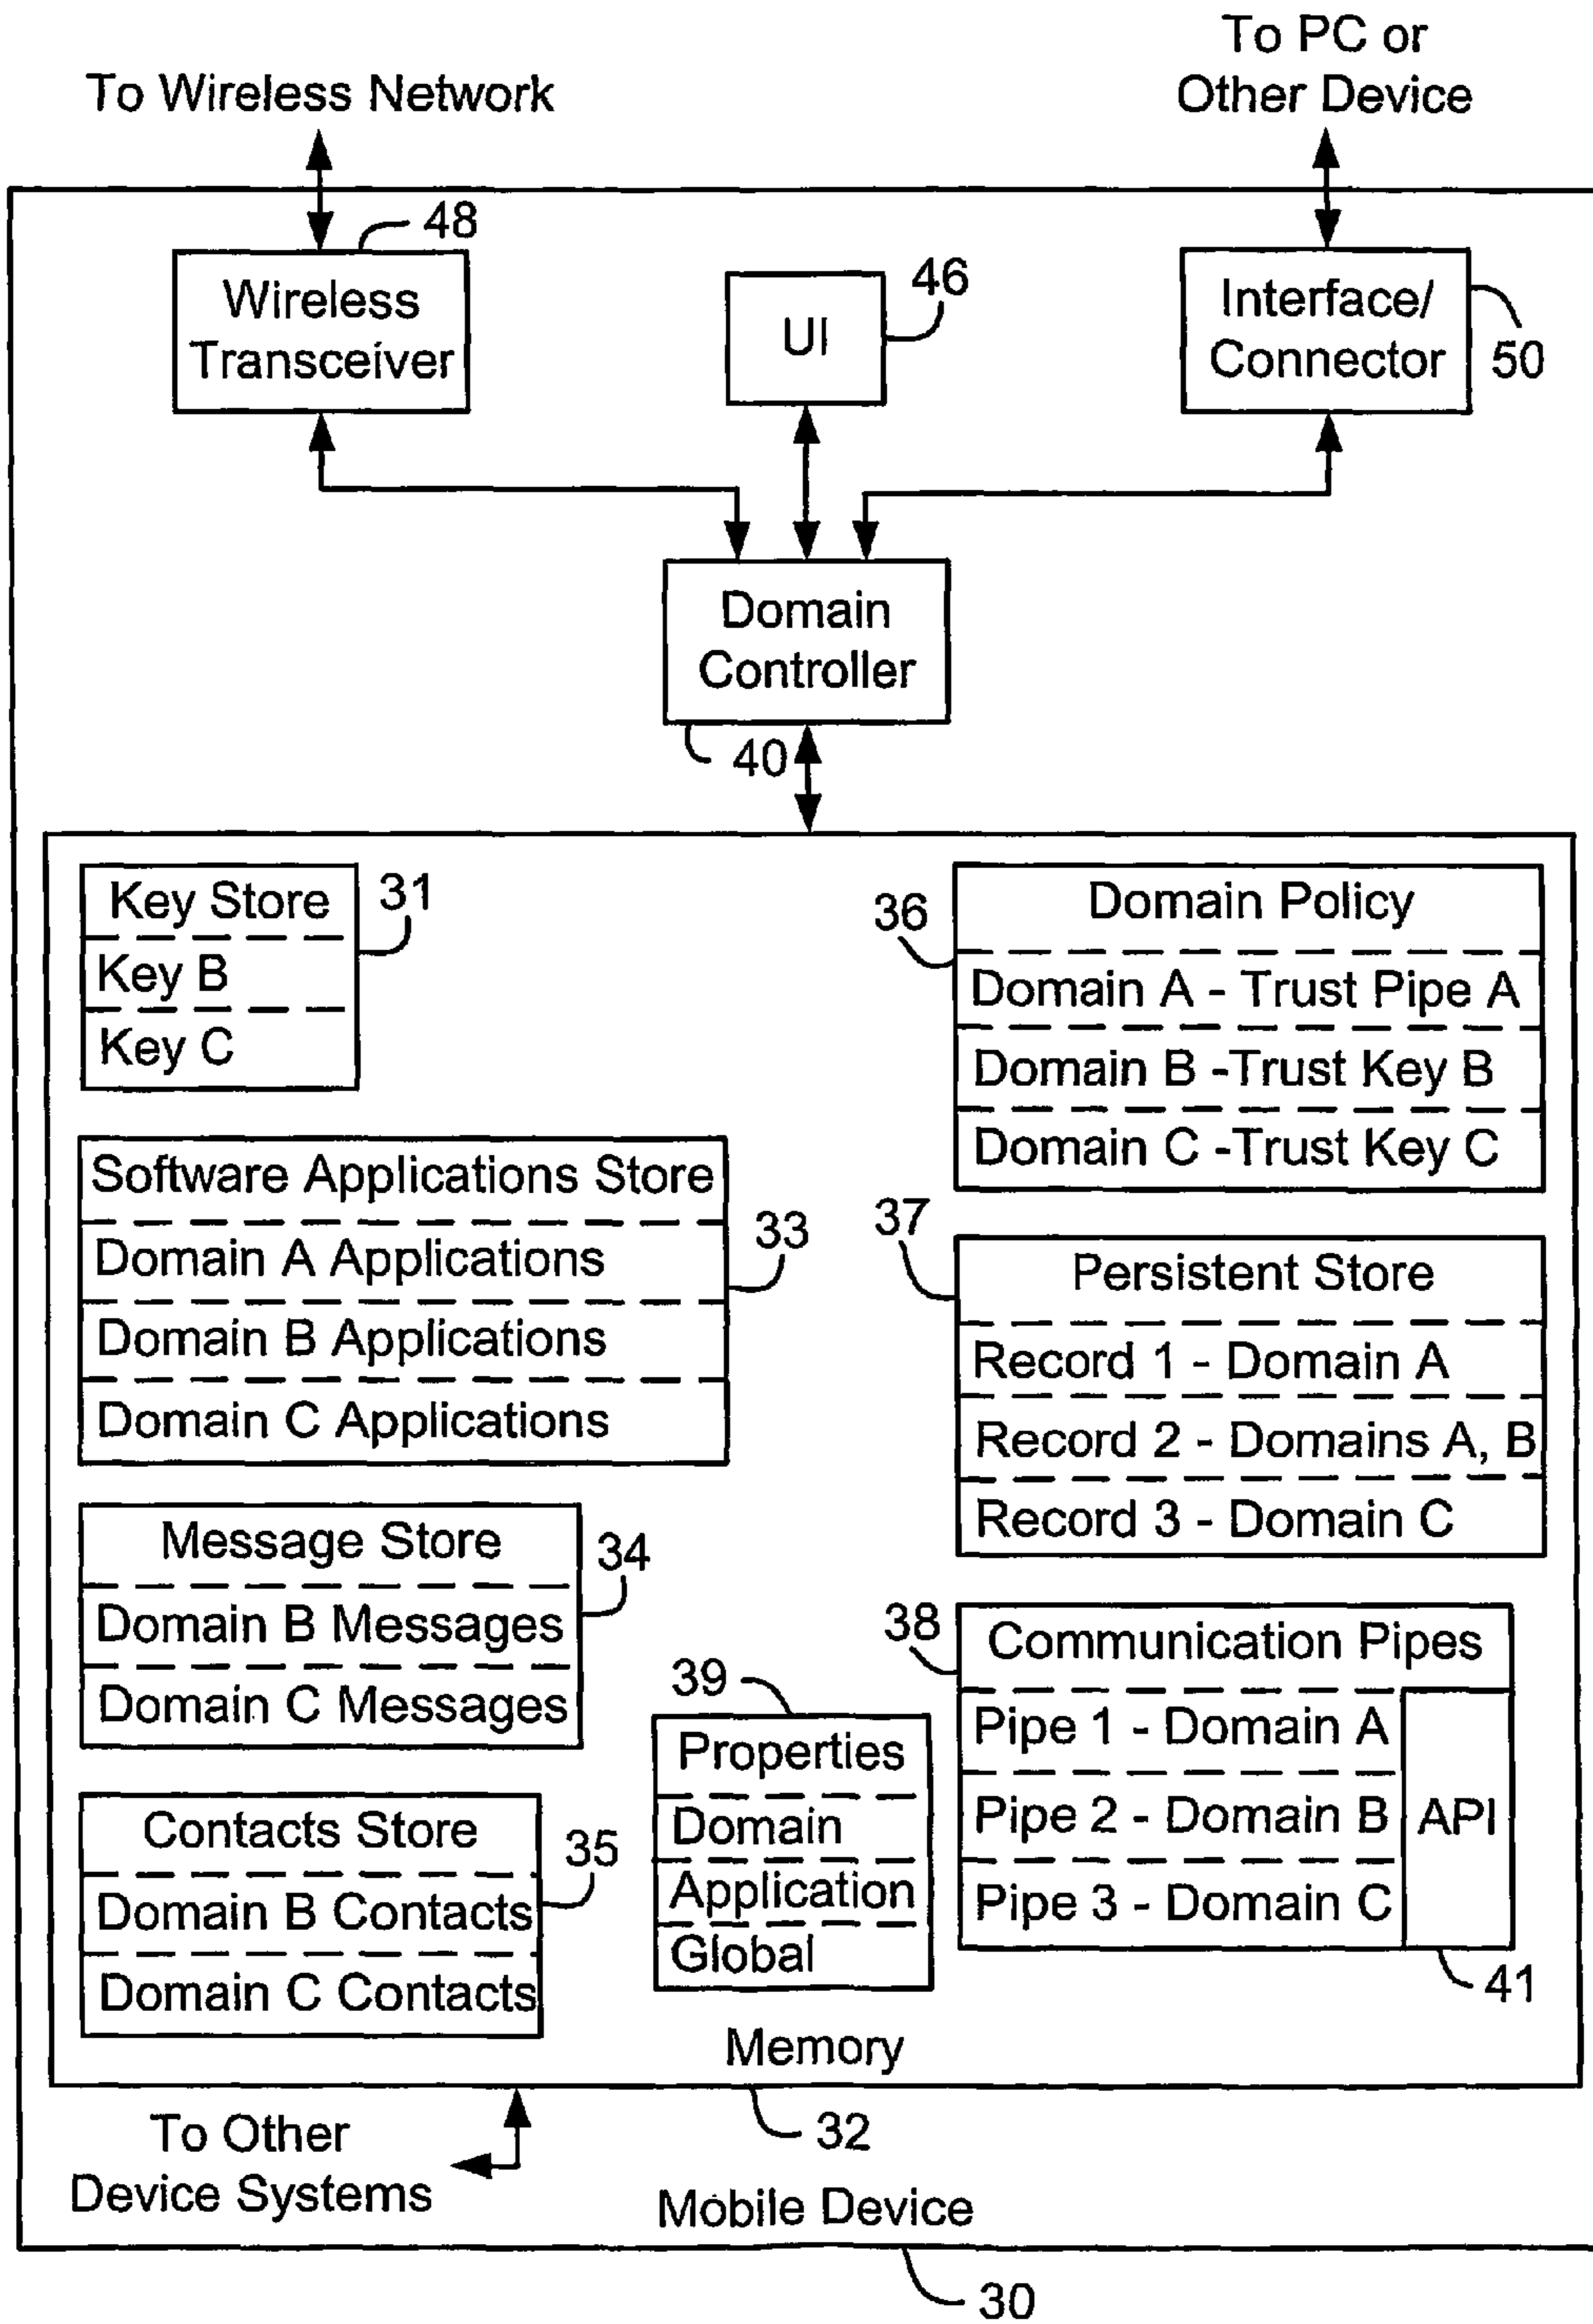 To Wireless Network
To PC or
Other Device
48
Wireless
Transceiver
46
UI
Interface/
Connector
50
Domain
Controller
40
Key Store
Key B
Key C
31
36
Domain Policy
Domain A - Trust Pipe A
Domain B -Trust Key B
Domain C -Trust Key C
Software Applications Store
Domain A Applications
Domain B Applications
Domain C Applications
33
37
Persistent Store
Record 1 - Domain A
Record 2 - Domains A, B
Record 3 - Domain C
Message Store
Domain B Messages
Domain C Messages
34
38
Communication Pipes
Pipe 1 - Domain A
Pipe 2 - Domain B
Pipe 3 - Domain C
API
41
39
Properties
Domain
Application
Global
Contacts Store
Domain B Contacts
Domain C Contacts
35
Memory
32
To Other
Device Systems
Mobile Device
30